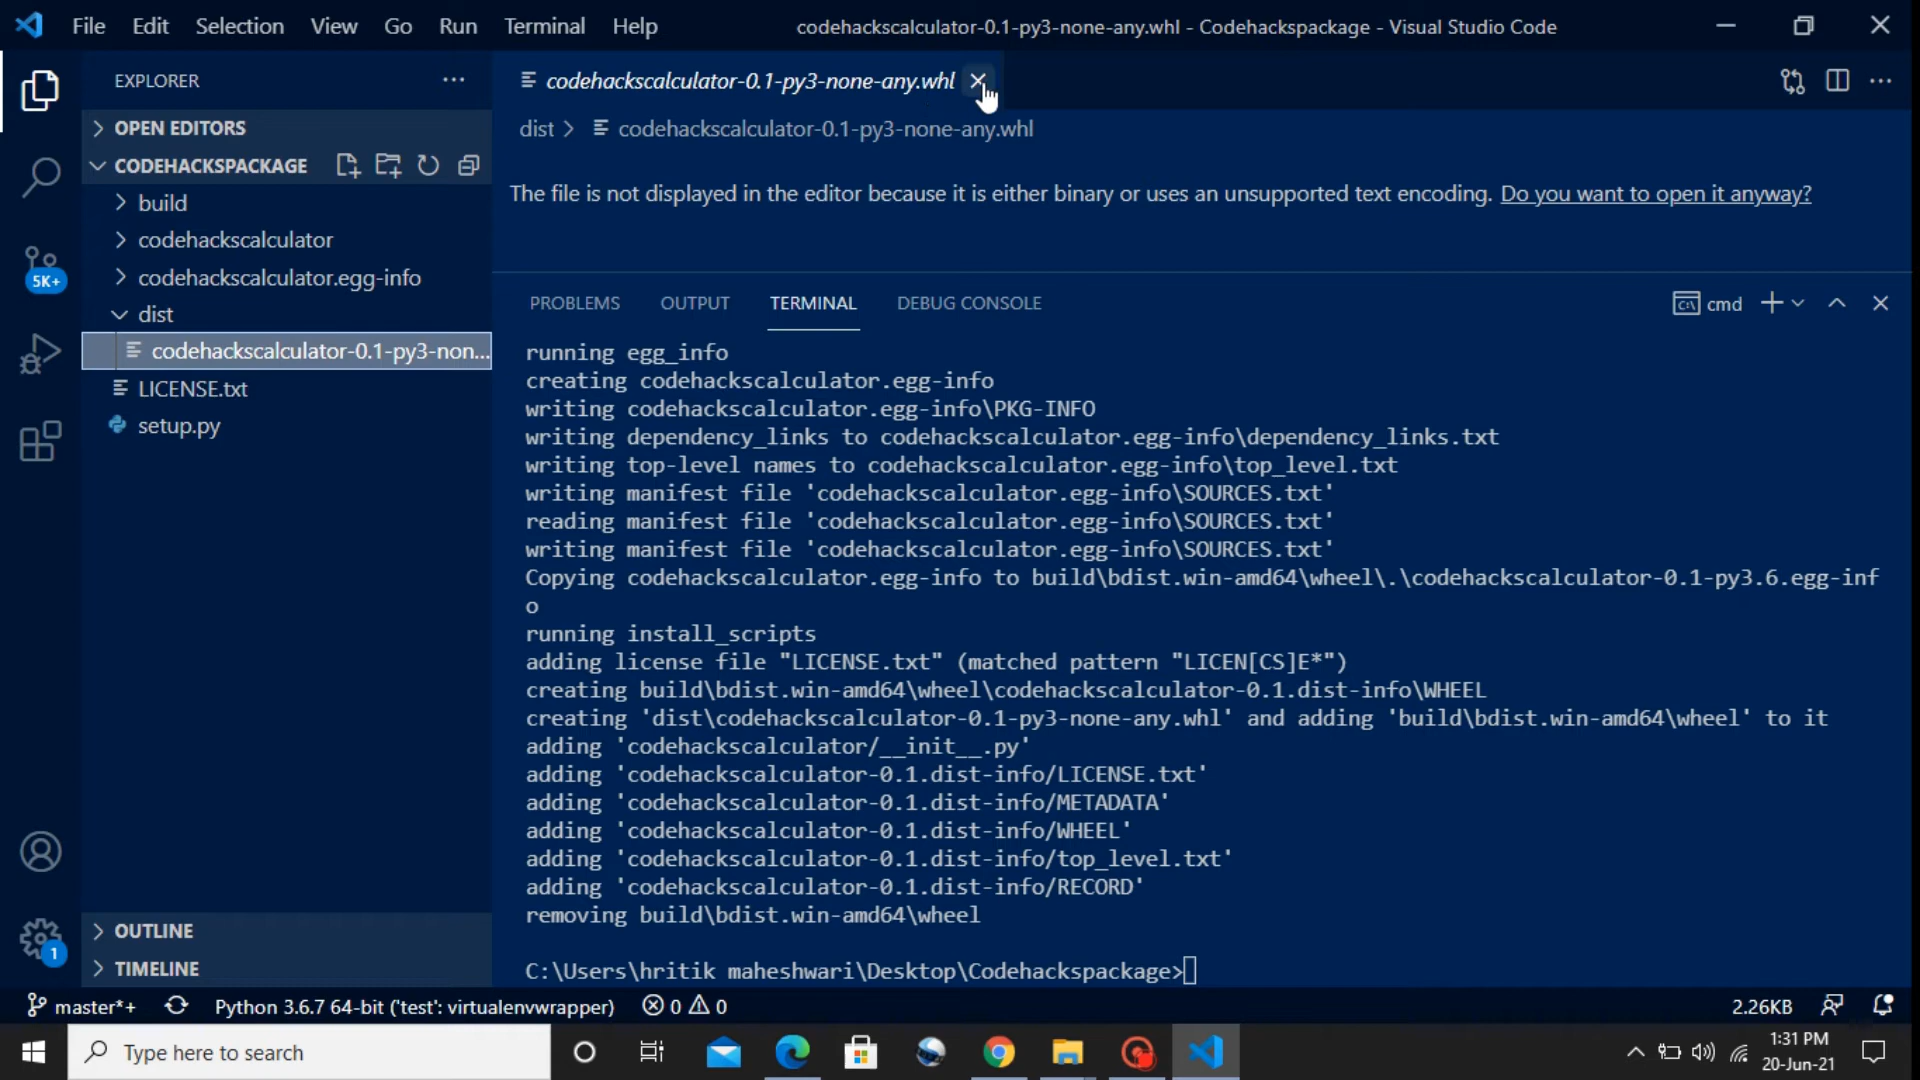 File Edit Selection View Go Run Terminal Help codehackscalculator-0.1-py3-none-any.whl - Codehackspackage - Visual Studio Code
EXPLORER
codehackscalculator-0.1-py3-none-any.whl
OPEN EDITORS
dist > codehackscalculator-0.1-py3-none-any.whl
CODEHACKSPACKAGE
build
The file is not displayed in the editor because it is either binary or uses an unsupported text encoding. Do you want to open it anyway?
codehackscalculator
5K+
codehackscalculator.egg-info
dist
codehackscalculator-0.1-py3-non...
LICENSE.txt
setup.py
PROBLEMS OUTPUT TERMINAL DEBUG CONSOLE cmd
running egg_info
creating codehackscalculator.egg-info
writing codehackscalculator.egg-info\PKG-INFO
writing dependency_links to codehackscalculator.egg-info\dependency_links.txt
writing top-level names to codehackscalculator.egg-info\top_level.txt
writing manifest file 'codehackscalculator.egg-info\SOURCES.txt'
reading manifest file 'codehackscalculator.egg-info\SOURCES.txt'
writing manifest file 'codehackscalculator.egg-info\SOURCES.txt'
Copying codehackscalculator.egg-info to build\bdist.win-amd64\wheel\.\codehackscalculator-0.1-py3.6.egg-inf
o
running install_scripts
adding license file "LICENSE.txt" (matched pattern "LICEN[CS]E*")
creating build\bdist.win-amd64\wheel\codehackscalculator-0.1.dist-info\WHEEL
creating 'dist\codehackscalculator-0.1-py3-none-any.whl' and adding 'build\bdist.win-amd64\wheel' to it
adding 'codehackscalculator/__init__.py'
adding 'codehackscalculator-0.1.dist-info/LICENSE.txt'
adding 'codehackscalculator-0.1.dist-info/METADATA'
adding 'codehackscalculator-0.1.dist-info/WHEEL'
adding 'codehackscalculator-0.1.dist-info/top_level.txt'
adding 'codehackscalculator-0.1.dist-info/RECORD'
removing build\bdist.win-amd64\wheel
C:\Users\hritik maheshwari\Desktop\Codehackspackage>
OUTLINE
1
TIMELINE
master*+ Python 3.6.7 64-bit ('test': virtualenvwrapper) 0 0 2.26KB
Type here to search
1:31 PM
20-Jun-21